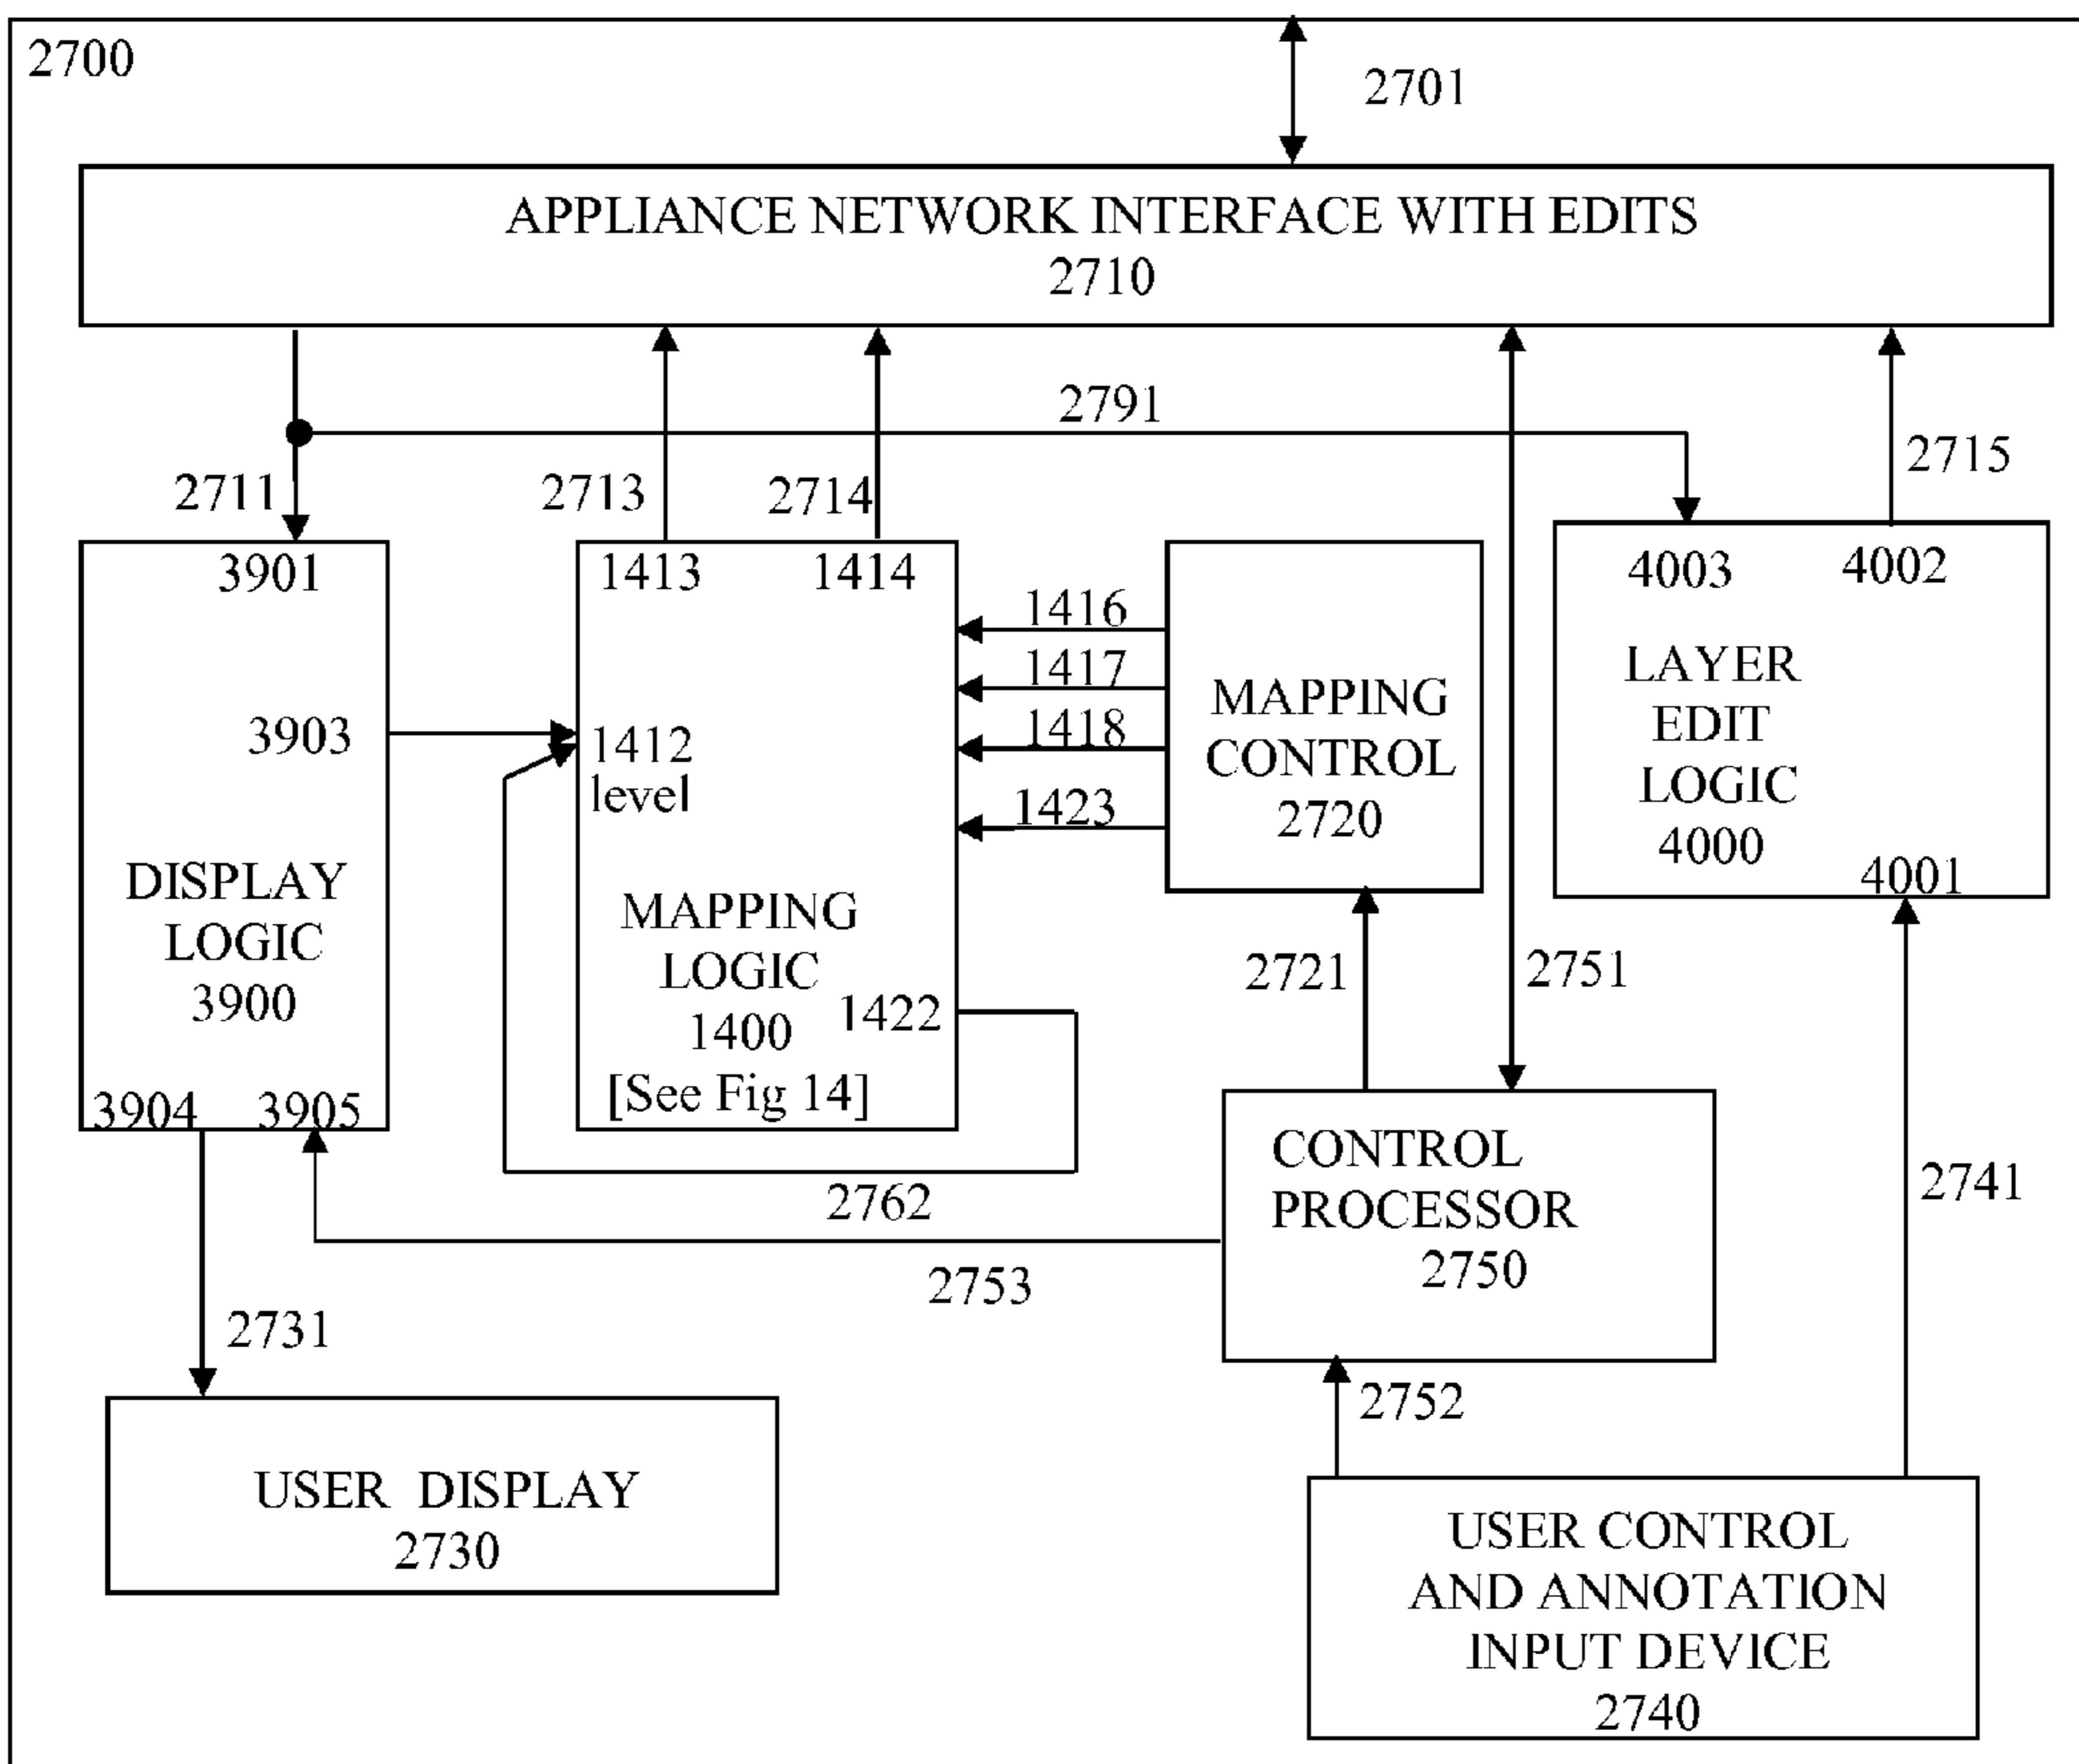 2700
2701
APPLIANCE NETWORK INTERFACE WITH EDITS
2710
2791
2711
2713
2714
2715
3901
1413
1414
4003
4002
1416
1417
1418
1423
3903
1412
level
MAPPING
CONTROL
2720
LAYER
EDIT
LOGIC
4000
4001
DISPLAY
LOGIC
3900
MAPPING
LOGIC
1400
1422
[See Fig 14]
2721
2751
3904
3905
2762
2753
CONTROL
PROCESSOR
2750
2741
2731
2752
USER DISPLAY
2730
USER CONTROL
AND ANNOTATION
INPUT DEVICE
2740